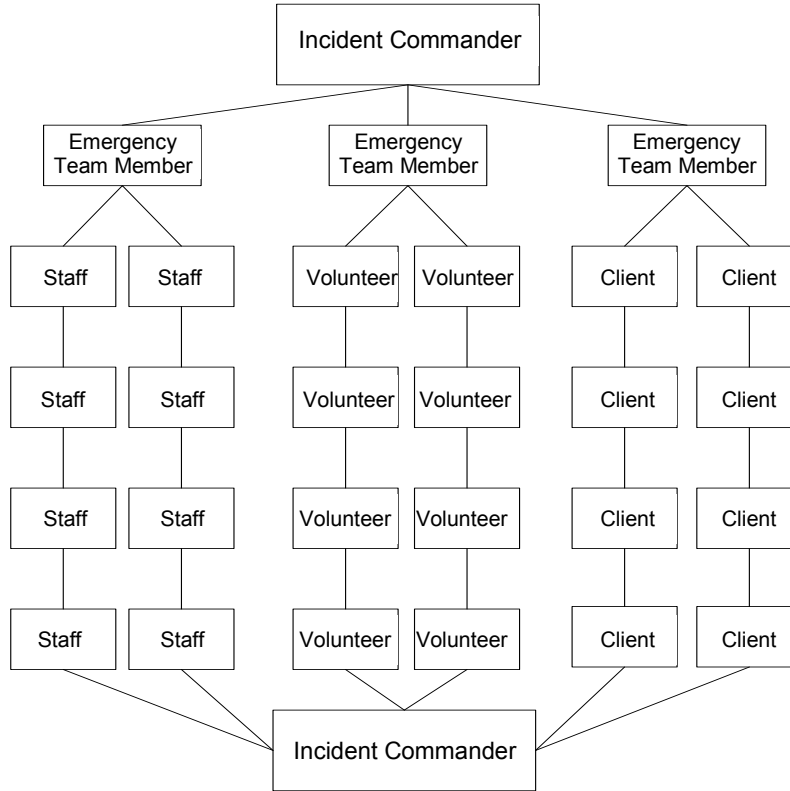 Incident Commander
Emergency
Team Member
Emergency
Team Member
Emergency
Team Member
Staff
Staff
Volunteer
Volunteer
Client
Client
Staff
Staff
Volunteer
Volunteer
Client
Client
Staff
Staff
Volunteer
Volunteer
Client
Client
Staff
Staff
Volunteer
Volunteer
Client
Client
Incident Commander